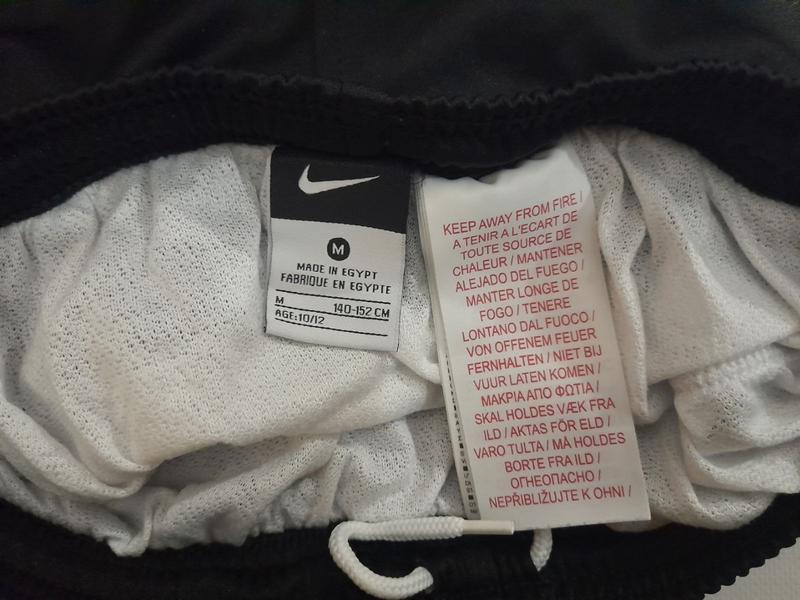 M
MADE IN EGYPT
FABRIQUE EN EGYPTE
M 140-152 CM
AGE:10/12
KEEP AWAY FROM FIRE /
A TENIR A L'ECART DE
TOUTE SOURCE DE
CHALEUR / MANTENER
ALEJADO DEL FUEGO /
MANTER LONGE DE
FOGO / TENERE
LONTANO DAL FUOCO /
VON OFFENEM FEUER
FERNHALTEN / NIET BIJ
VUUR LATEN KOMEN /
ΜΑΚΡΙΑ ΑΠΟ ΦΩΤΙΑ /
SKAL HOLDES VÆK FRA
ILD / AKTAS FÖR ELD /
VARO TULTA / MÅ HOLDES
BORTE FRA ILD /
ОГНЕОПАСНО /
NEPŘIBLIŽUJTE K OHNI /